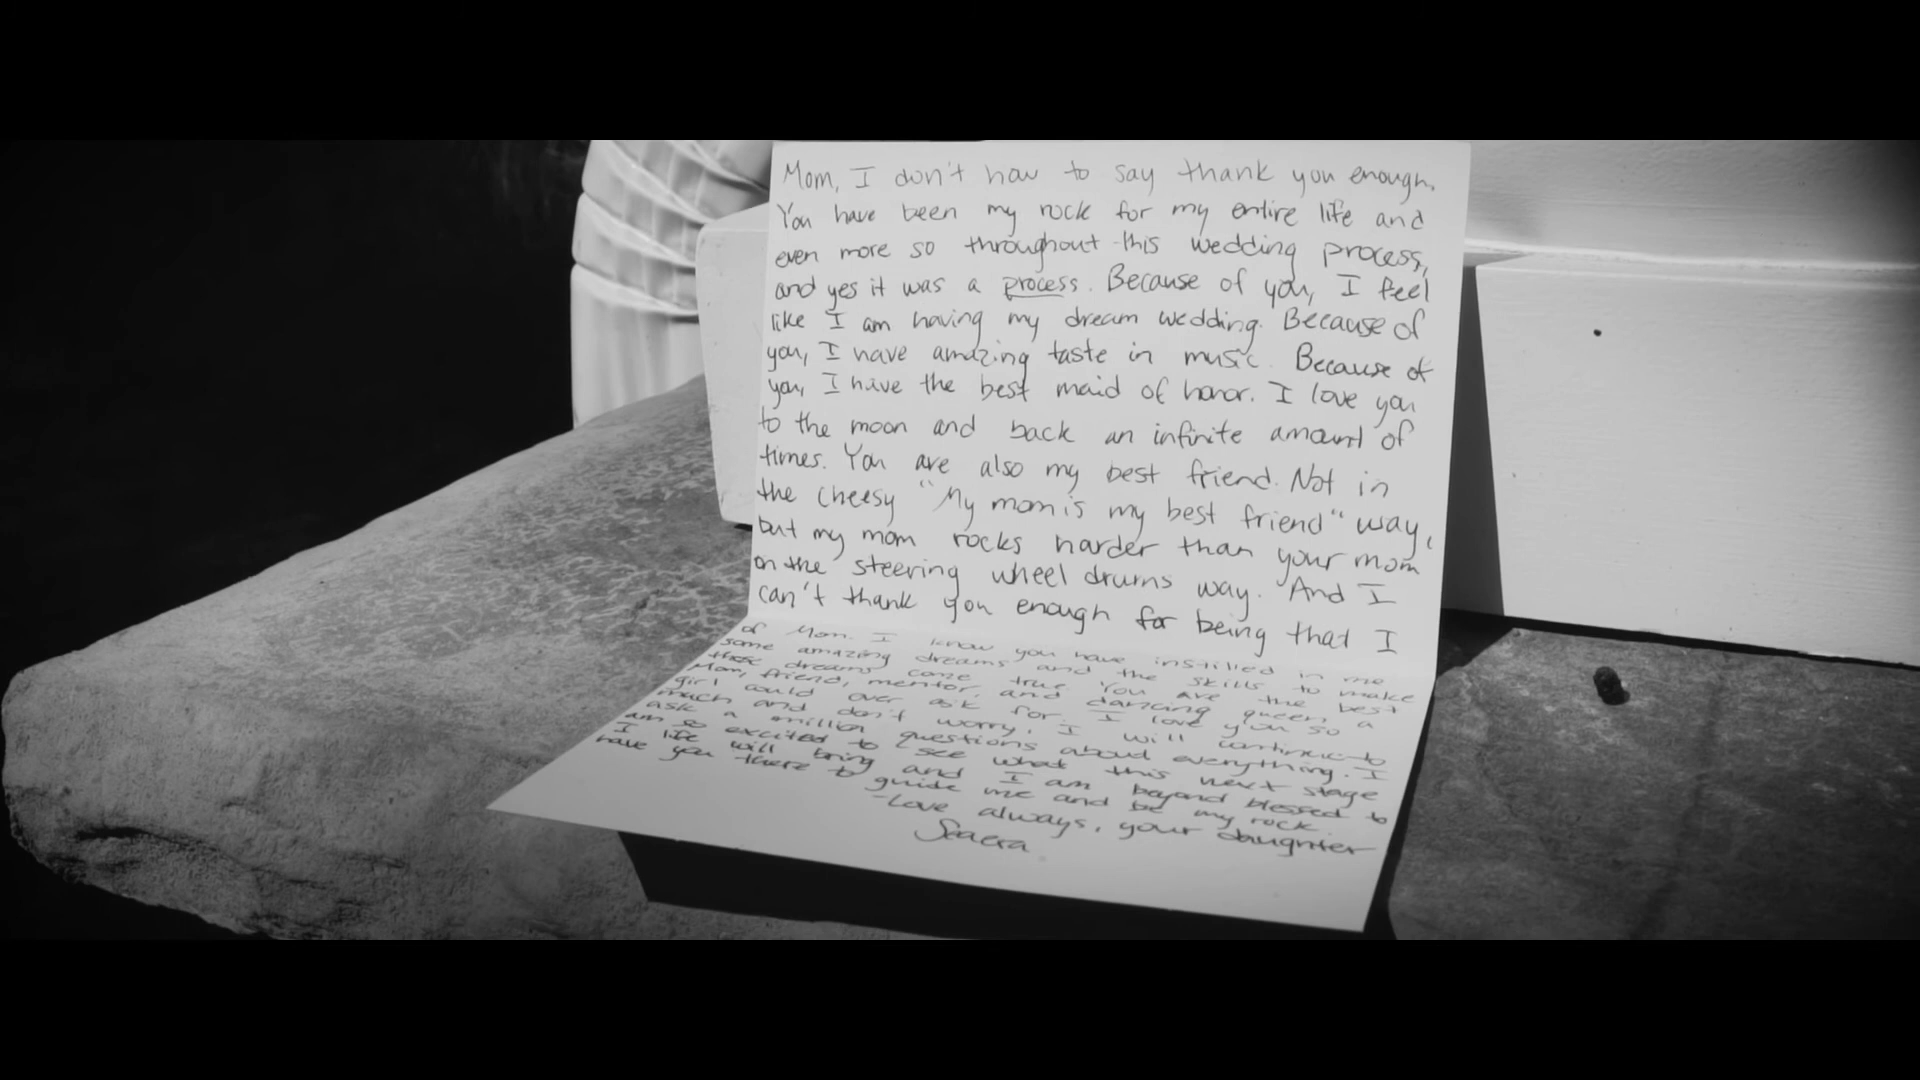 Mom, I don't how to say thank you enough.
You have been my rock for my entire life and
even more so throughout this wedding process,
and yes it was a process. Because of you, I feel
like I am having my dream wedding. Because of
you, I have amazing taste in music. Because of
you, I have the best maid of honor. I love you
to the moon and back an infinite amount of
times. You are also my best friend. Not in
the cheesy "My mom is my best friend" way,
but my mom rocks harder than your mom
on the steering wheel drums way. And I
can't thank you enough for being that I
of Mom. I know you have instilled in me
some amazing dreams and the skills to make
these dreams come true. You are the best
Mom, friend, mentor, and dancing queen a
girl could ever ask for. I love you so
much and don't worry, I will continue to
ask a million questions about everything. I
am so excited to see what this next stage
I life will bring and I am beyond blessed to
have you there to guide me and be my rock.
-Love always, your daughter